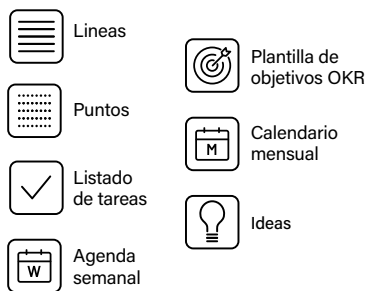 Lineas
Puntos
Listado
de tareas
W
Agenda
semanal
Plantilla de
objetivos OKR
M
Calendario
mensual
Ideas